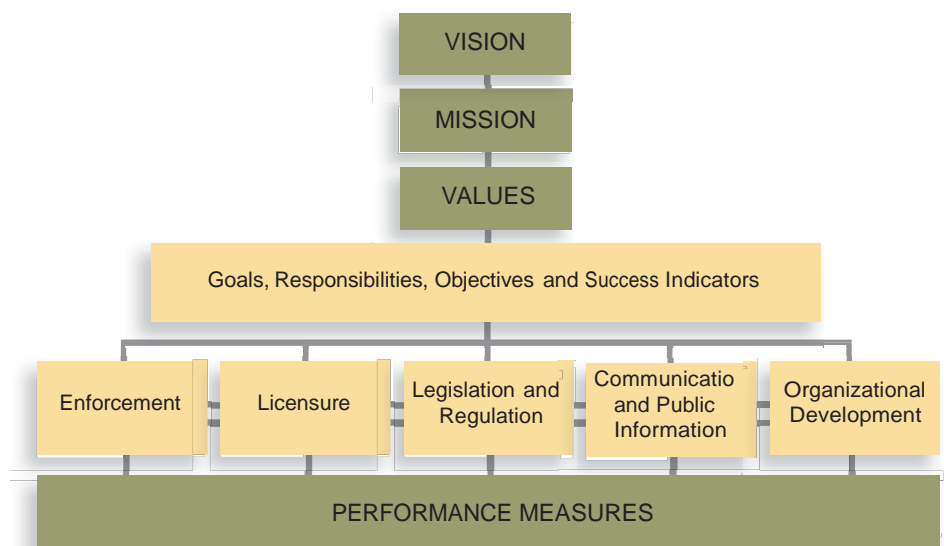 VISION
MISSION
VALUES
Goals, Responsibilities, Objectives and Success Indicators
Enforcement
Licensure
Legislation and
Regulation
Communicatio
and Public
Information
Organizational
Development
PERFORMANCE MEASURES